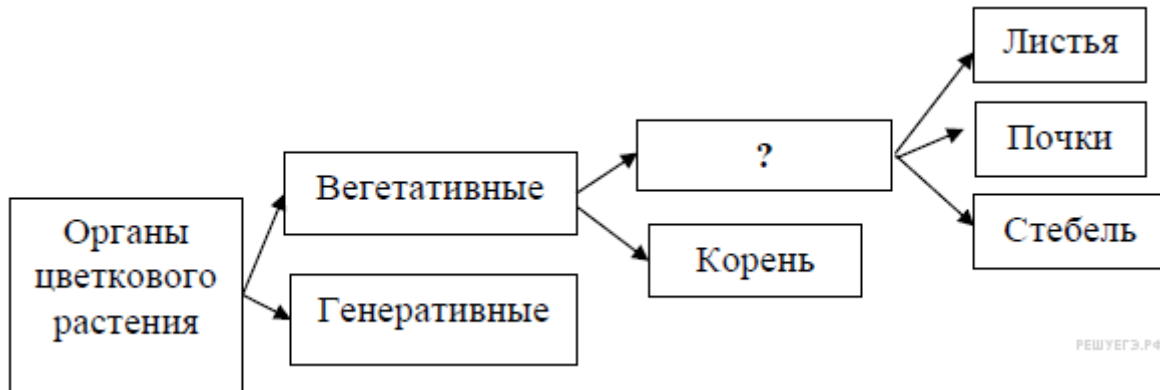 Органы
цветкового
растения
Вегетативные
Генеративные
?
Корень
Листья
Почки
Стебель
РЕШУЕГЭ.РФ